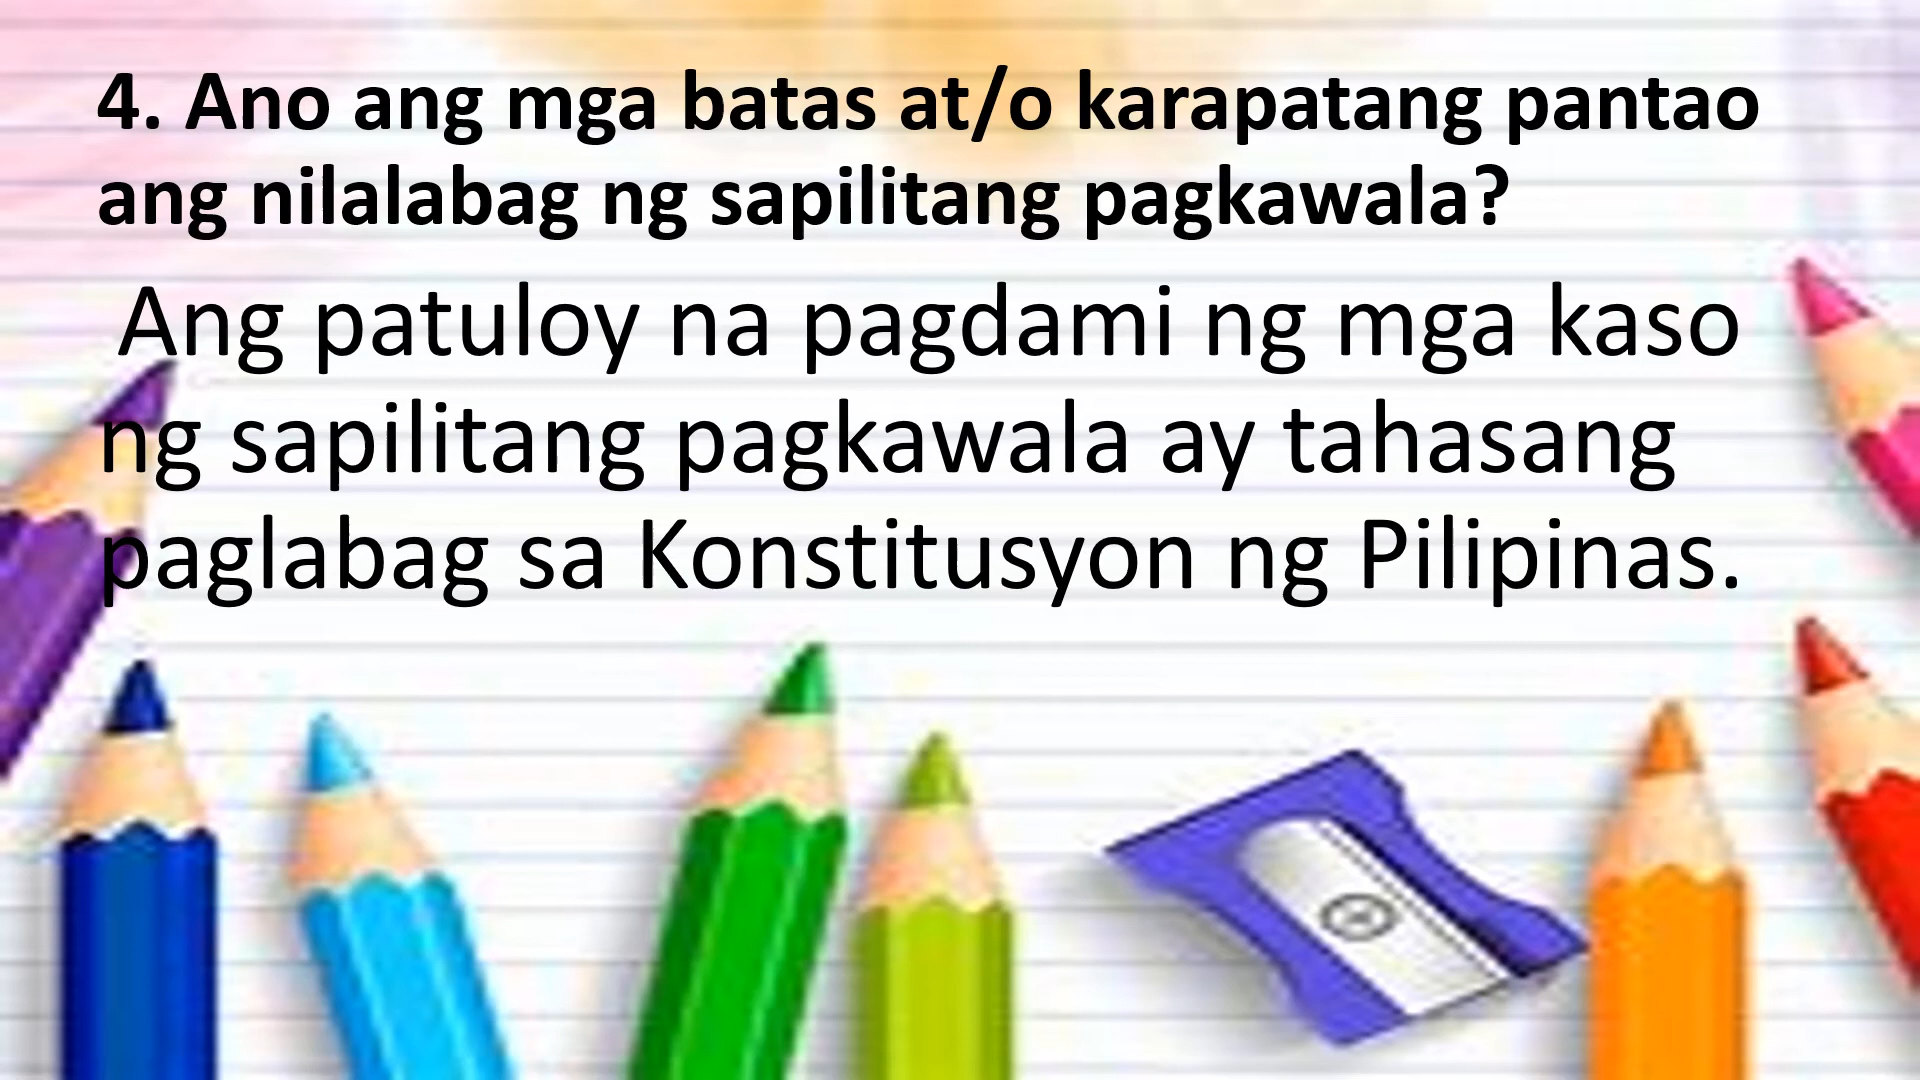 4. Ano ang mga batas at/o karapatang pantao
ang nilalabag ng sapilitang pagkawala?
Ang patuloy na pagdami ng mga kaso
ng sapilitang pagkawala ay tahasang
paglabag sa Konstitusyon ng Pilipinas.